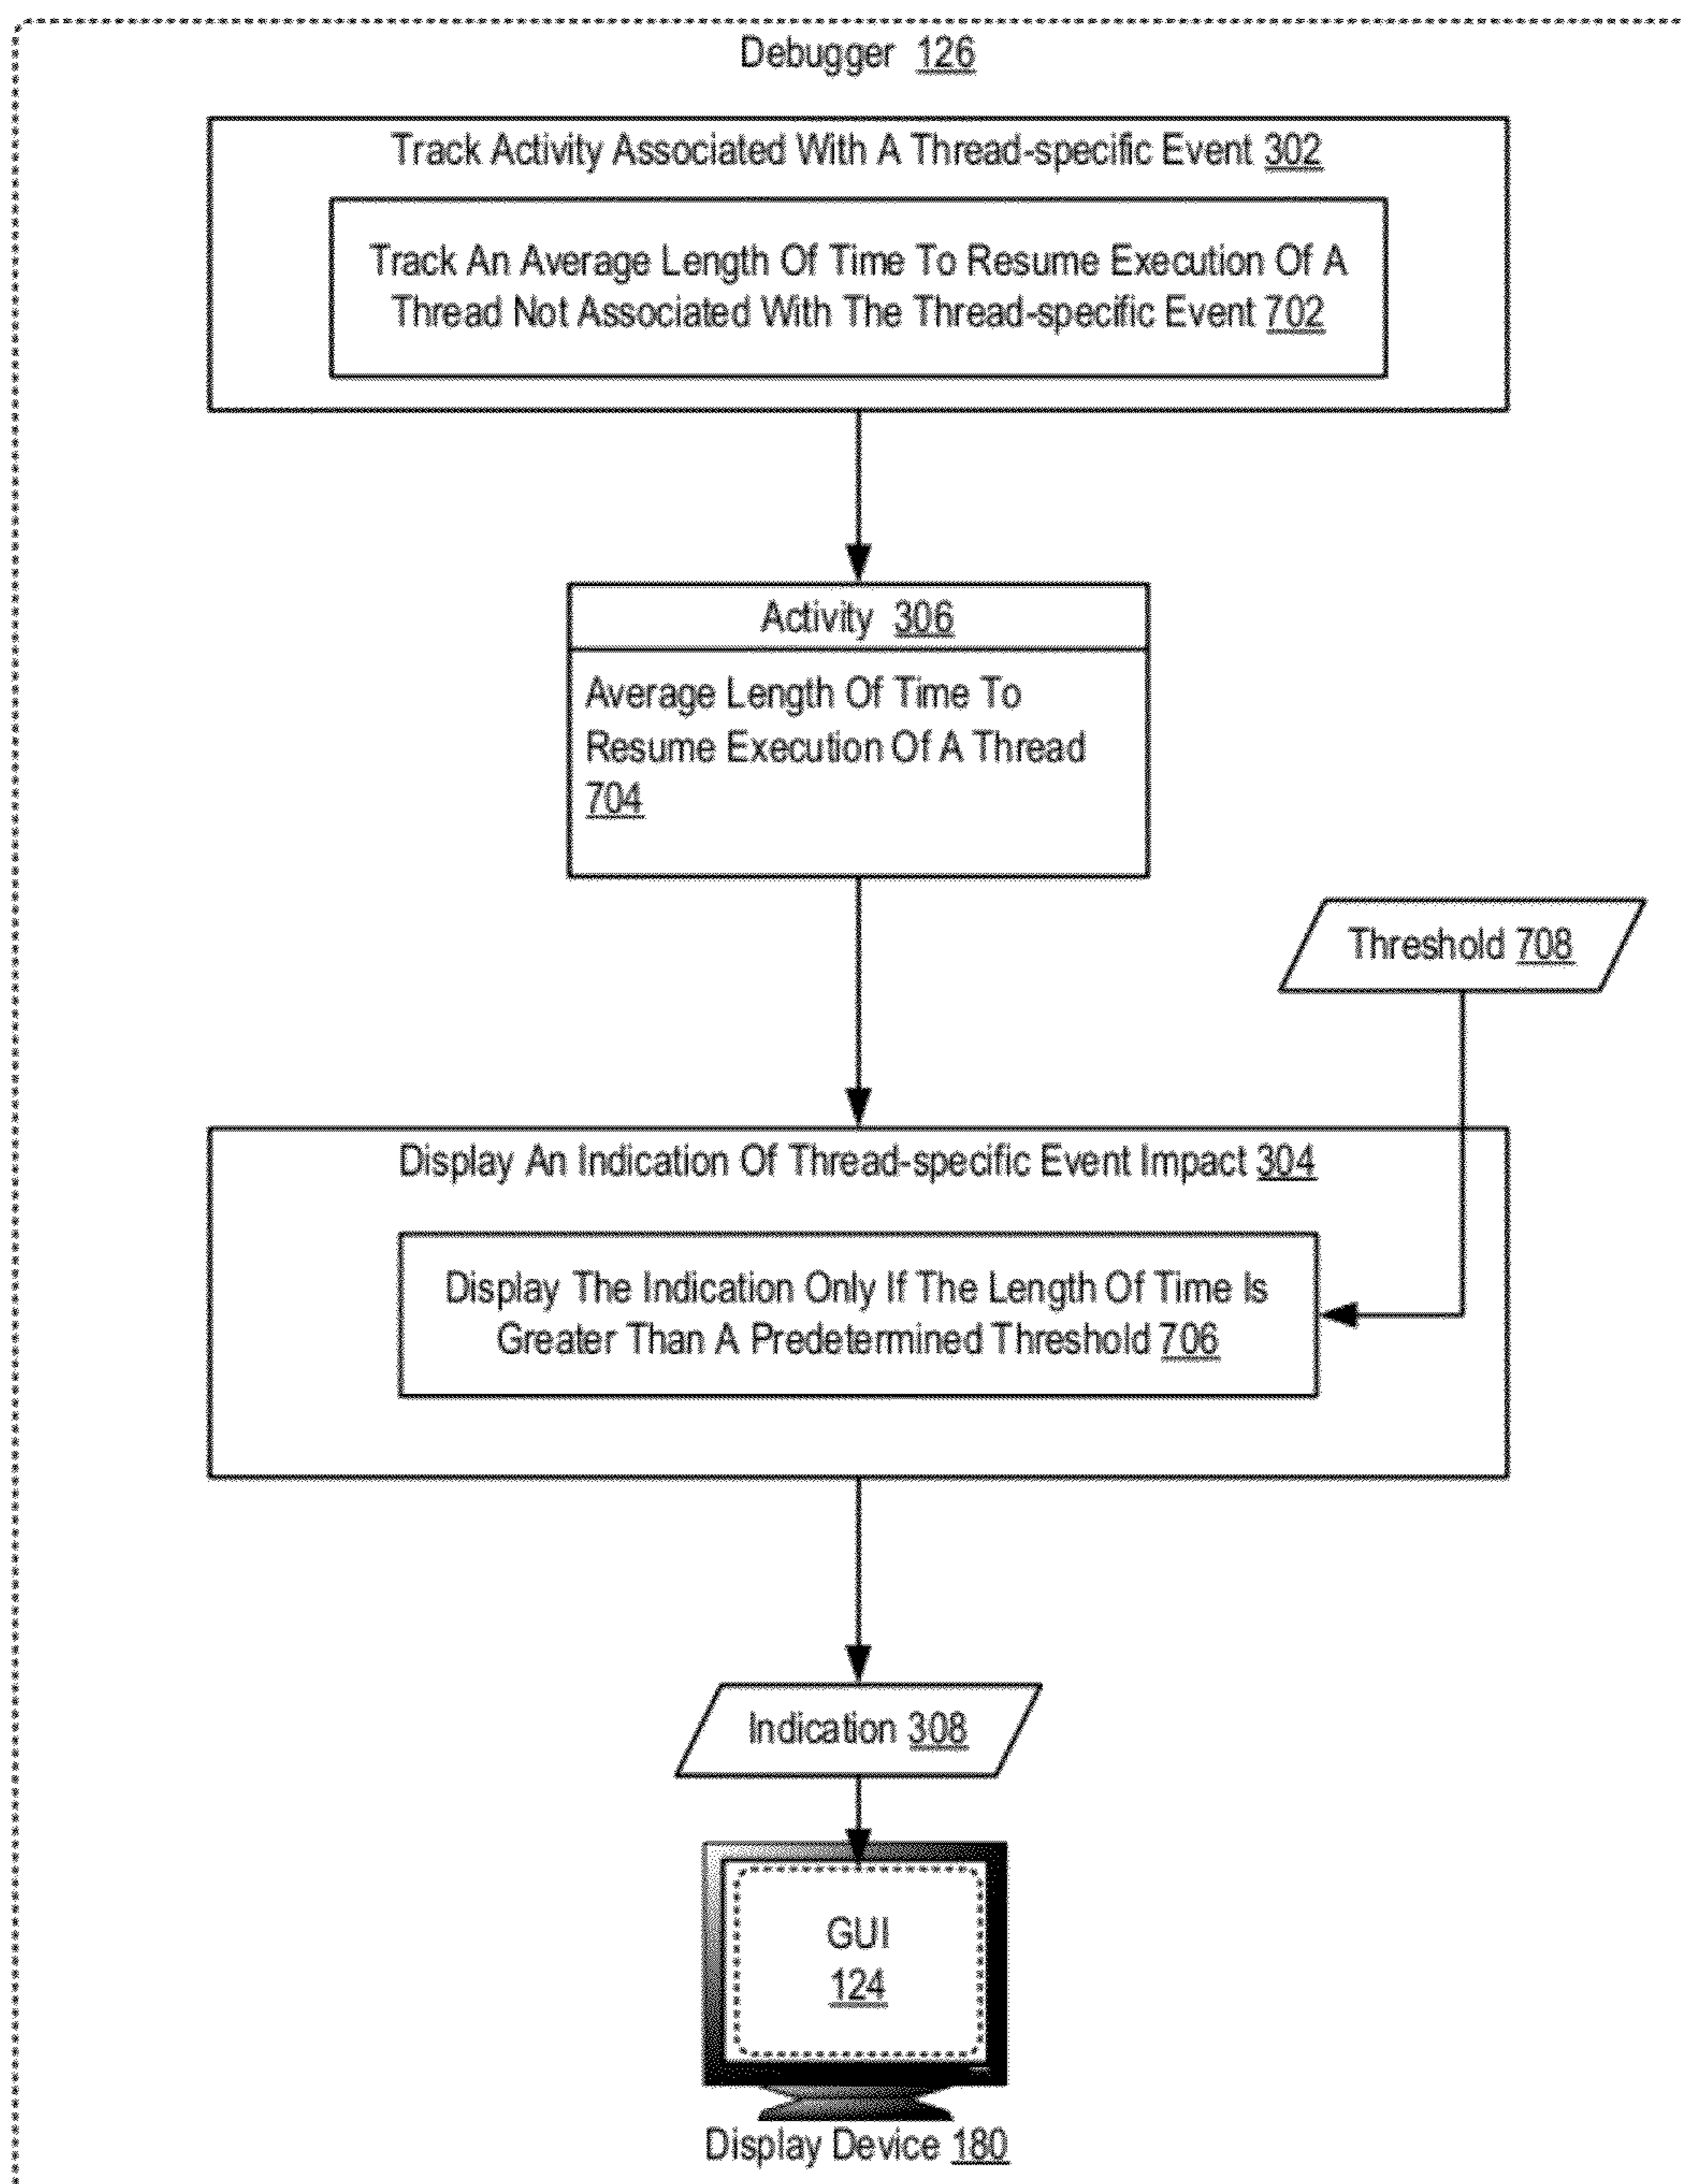 Debugger 126
Track Activity Associated With A Thread-specific Event 302
Track An Average Length Of Time To Resume Execution Of A
Thread Not Associated With The Thread-specific Event 702
Activity 306
Average Length Of Time To
Resume Execution Of A Thread
704
Threshold 708
Display An Indication Of Thread-specific Event Impact 304
Display The Indication Only If The Length Of Time Is
Greater Than A Predetermined Threshold 706
Indication 308
GUI
124
Display Device 180